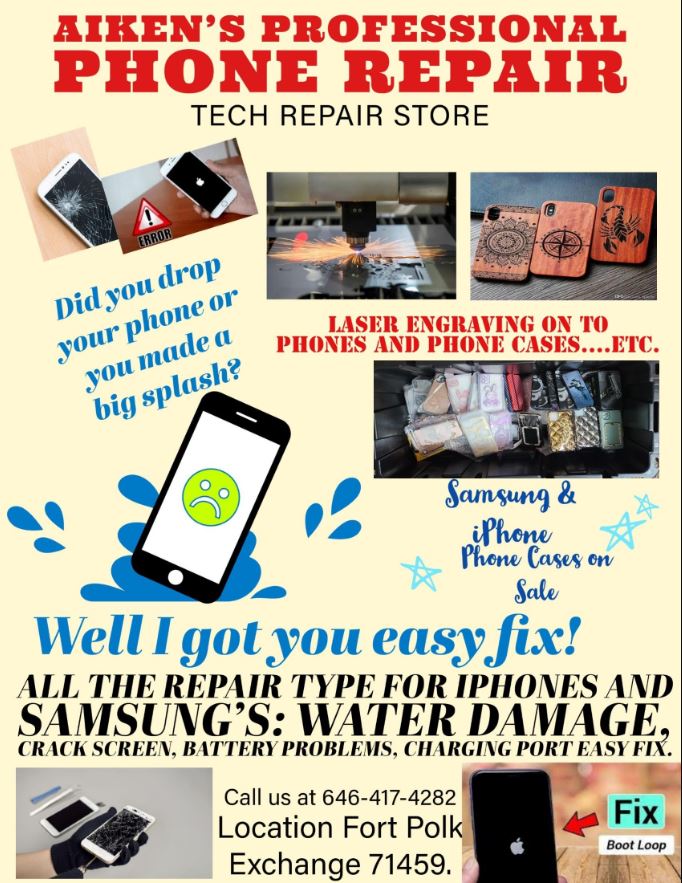 AIKEN'S PROFESSIONAL
PHONE REPAIR
TECH REPAIR STORE
ERROR
Did you drop
your phone or
you made a
big splash?
LASER ENGRAVING ON TO
PHONES AND PHONE CASES....ETC.
Samsung &
iPhone
Phone Cases on
Sale
Well I got you easy fix!
ALL THE REPAIR TYPE FOR IPHONES AND
SAMSUNG'S: WATER DAMAGE,
CRACK SCREEN, BATTERY PROBLEMS, CHARGING PORT EASY FIX.
Call us at 646-417-4282
Location Fort Polk
Exchange 71459.
Fix
Boot Loop